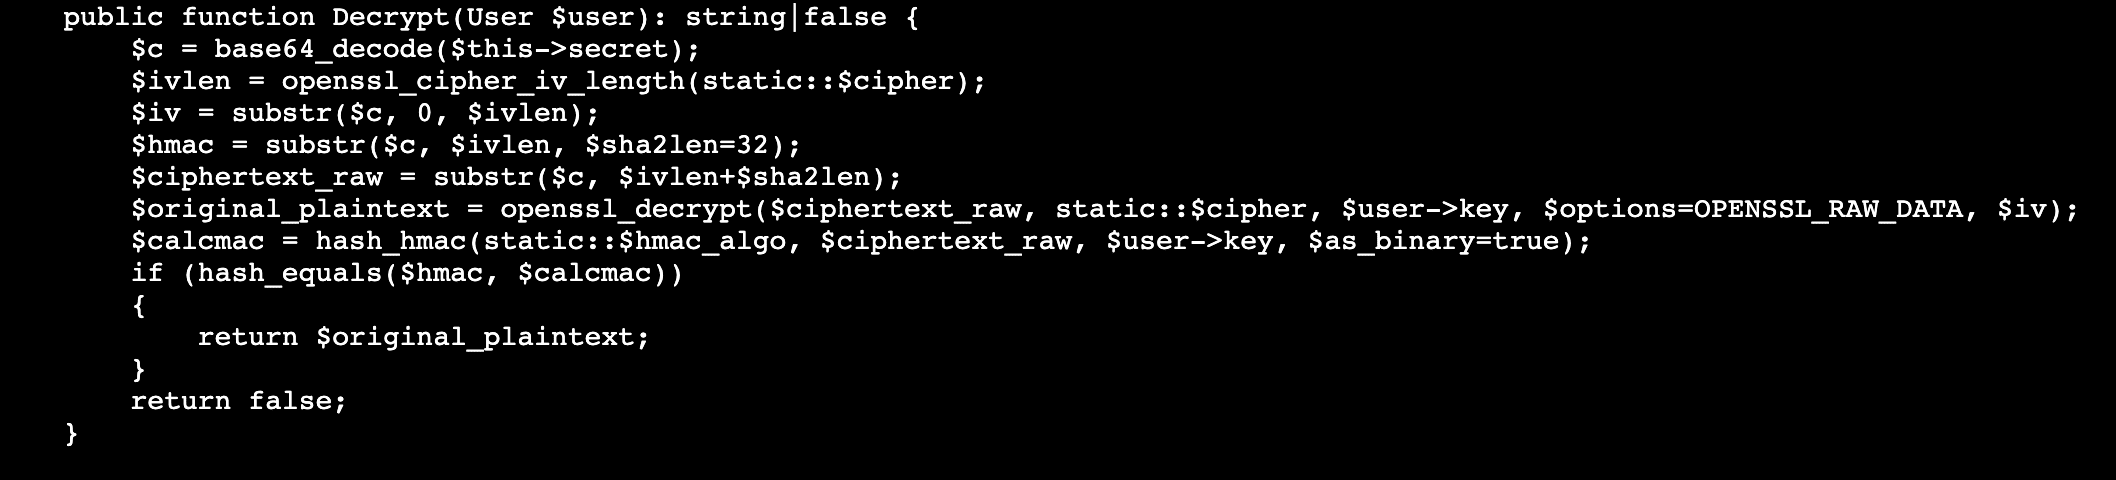 public function Decrypt(User $user): string|false {
    $c = base64_decode($this->secret);
    $ivlen = openssl_cipher_iv_length(static::$cipher);
    $iv = substr($c, 0, $ivlen);
    $hmac = substr($c, $ivlen, $sha2len=32);
    $ciphertext_raw = substr($c, $ivlen+$sha2len);
    $original_plaintext = openssl_decrypt($ciphertext_raw, static::$cipher, $user->key, $options=OPENSSL_RAW_DATA, $iv);
    $calcmac = hash_hmac(static::$hmac_algo, $ciphertext_raw, $user->key, $as_binary=true);
    if (hash_equals($hmac, $calcmac))
    {
        return $original_plaintext;
    }
    return false;
}